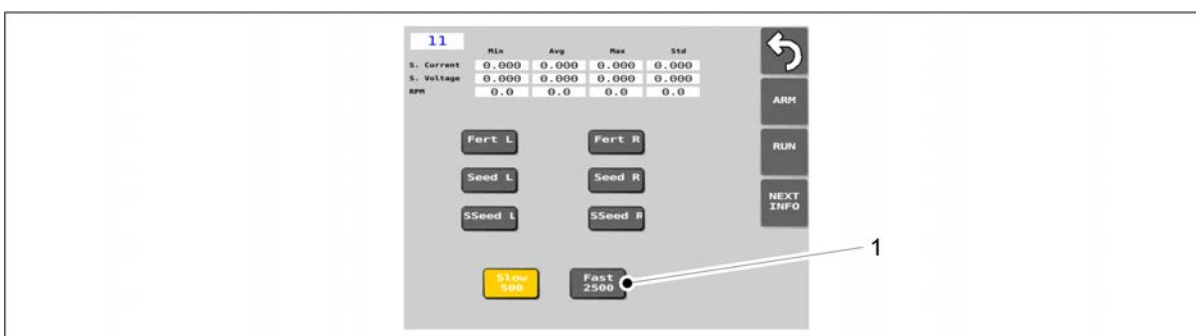 11
Min Avg Max Std
S. Current 0.000 0.000 0.000 0.000
S. Voltage 0.000 0.000 0.000 0.000
RPM 0.0 0.0 0.0 0.0
ARM
Fert L Fert R
RUN
Seed L Seed R
NEXT
INFO
SSeed L SSeed R
1
Slow
500
Fast
2500